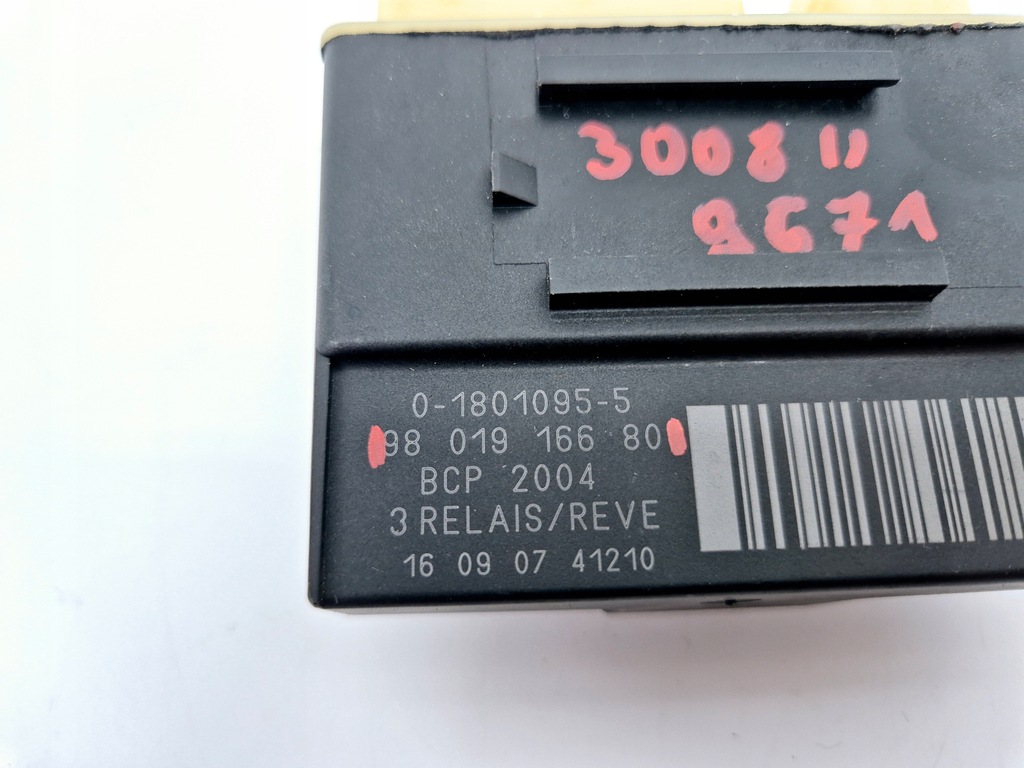 3008 II
9671
0-1801095-5
98 019 166 80
BCP 2004
3 RELAIS/REVE
16 09 07 41210